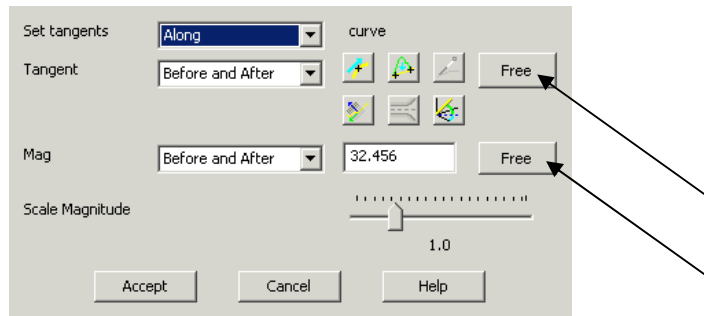 Set tangents Along curve
Tangent Before and After Free
Mag Before and After 32.456 Free
Scale Magnitude
1.0
Accept Cancel Help